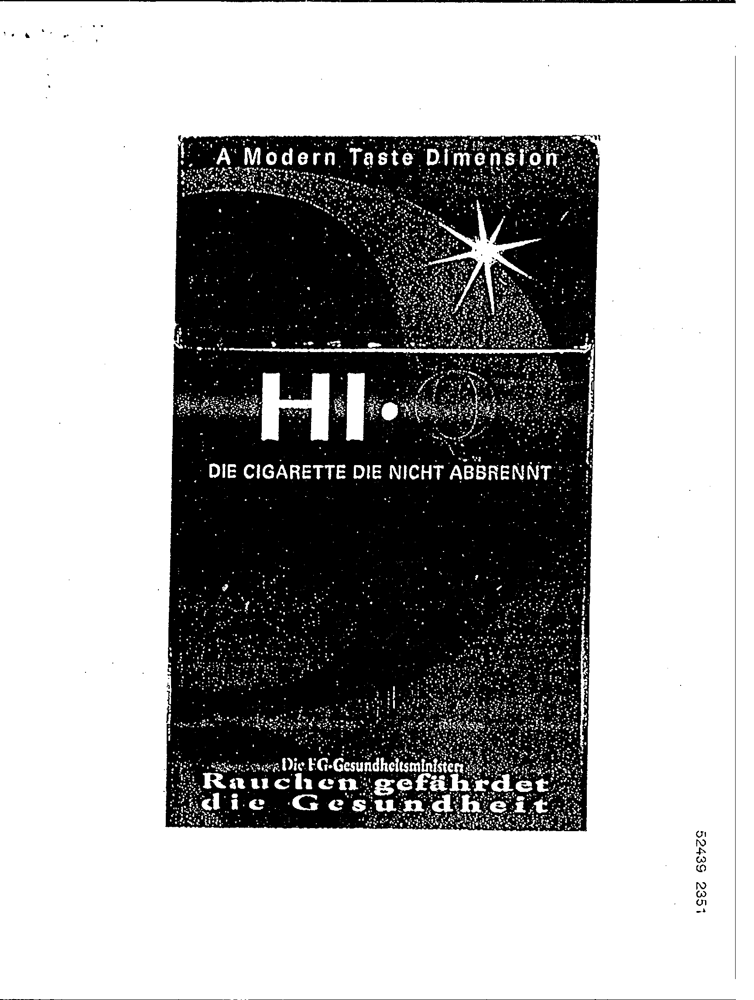 A Modern Taste Dimension
HI·Q
DIE CIGARETTE DIE NICHT ABBRENNT
Die EG-Gesundheitsminister:
Rauchen gefährdet
die Gesundheit
52439 2351